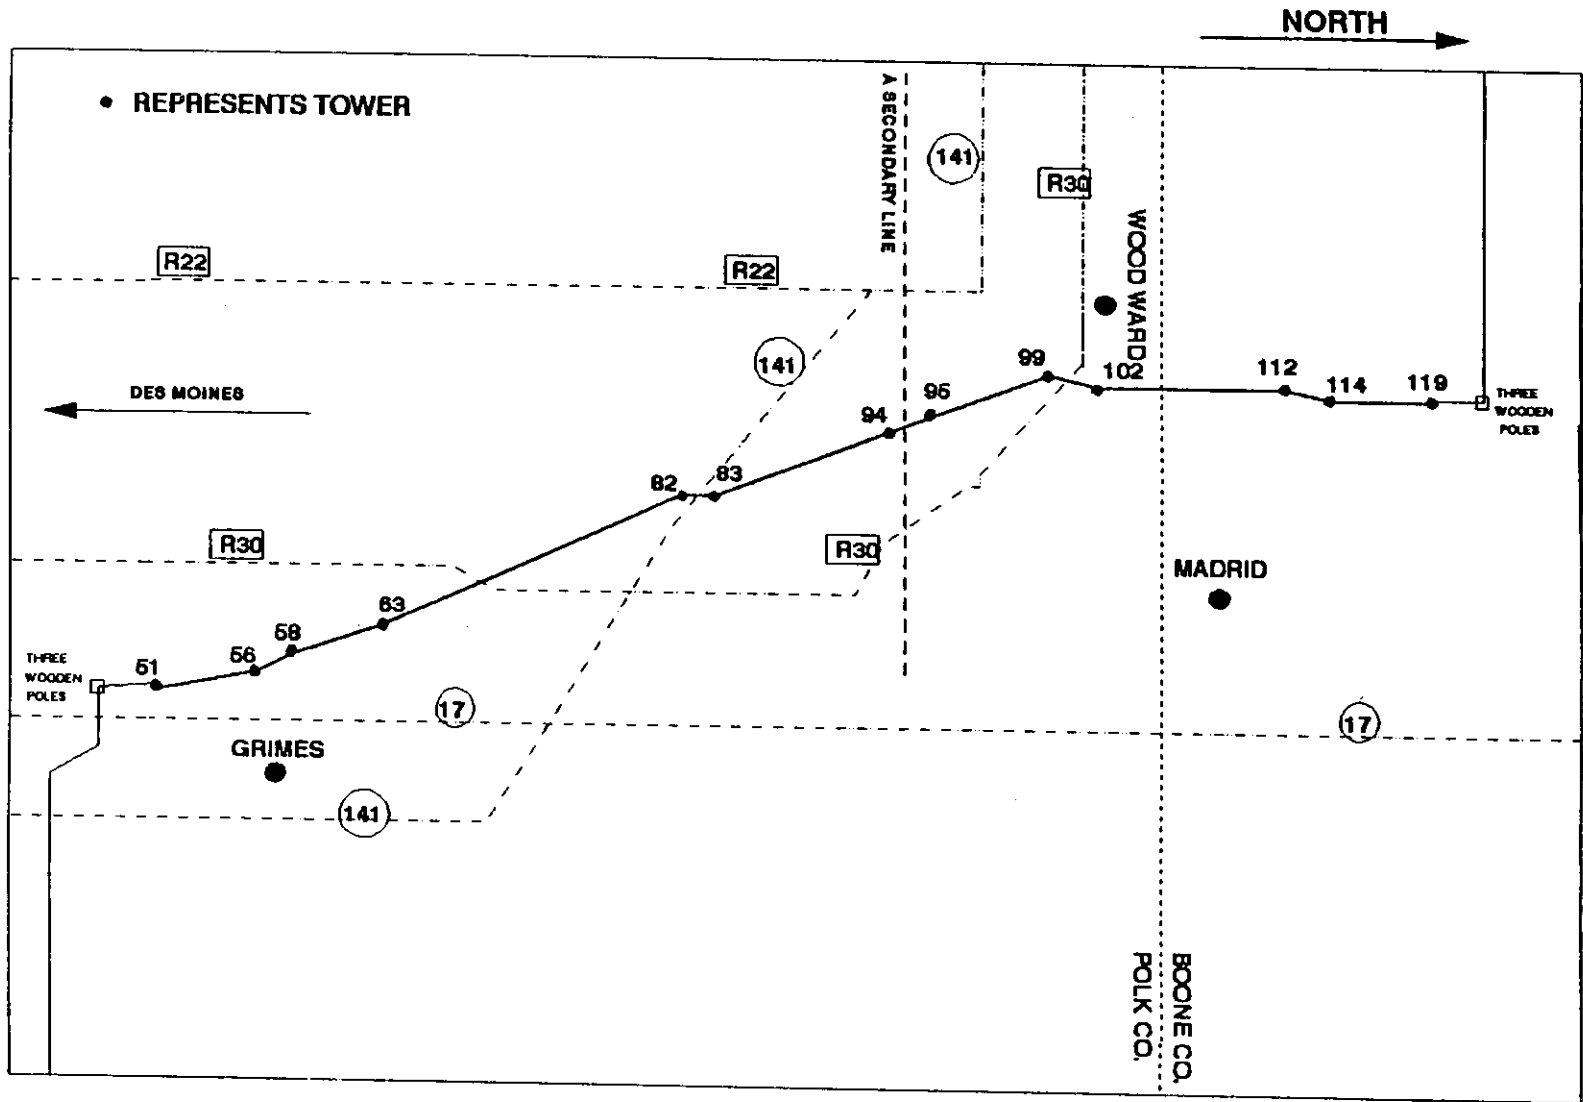 NORTH
REPRESENTS TOWER
A SECONDARY LINE
141
R30
WOOD WARD
R22
R22
141
99
102
112
114
119
THREE
WOODEN
POLES
DES MOINES
95
94
83
82
R30
R30
MADRID
63
58
56
51
THREE
WOODEN
POLES
17
17
GRIMES
141
POLK CO.
BOONE CO.